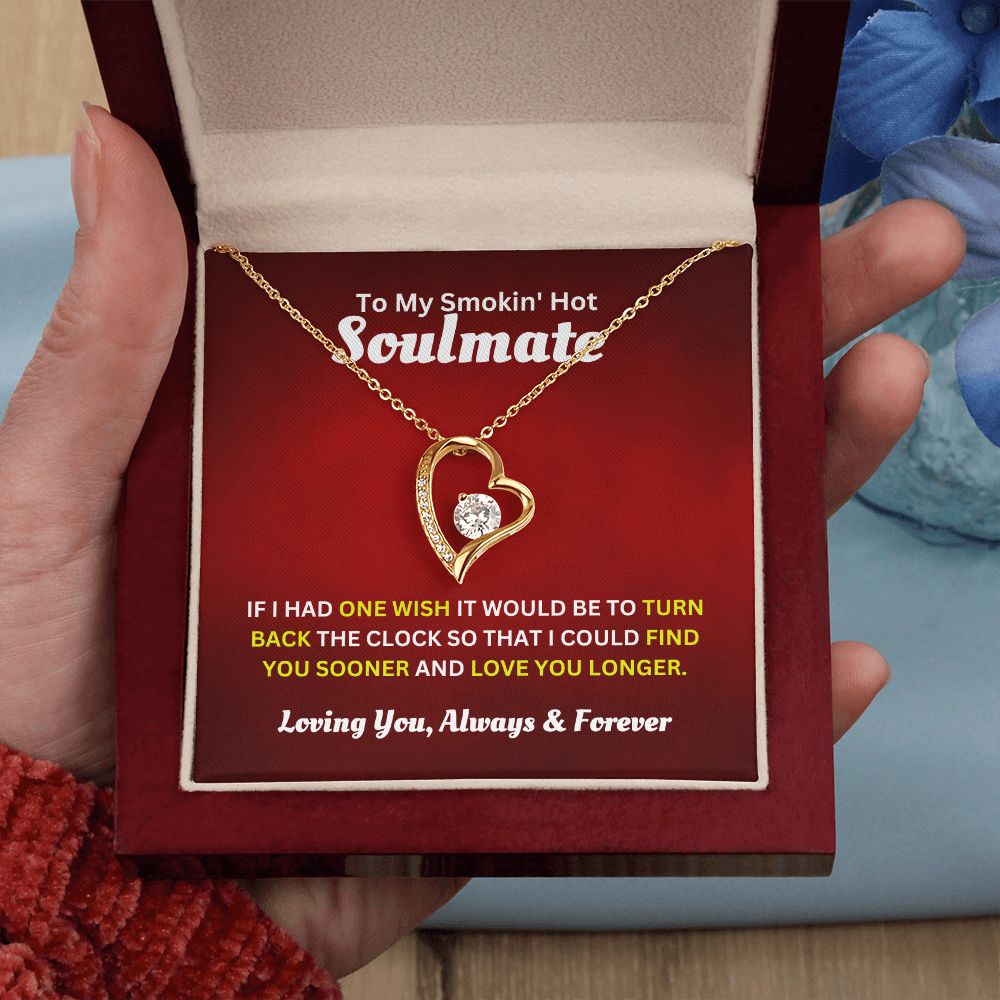 To My Smokin' Hot
Soulmate
IF I HAD ONE WISH IT WOULD BE TO TURN
BACK THE CLOCK SO THAT I COULD FIND
YOU SOONER AND LOVE YOU LONGER.
Loving You, Always & Forever